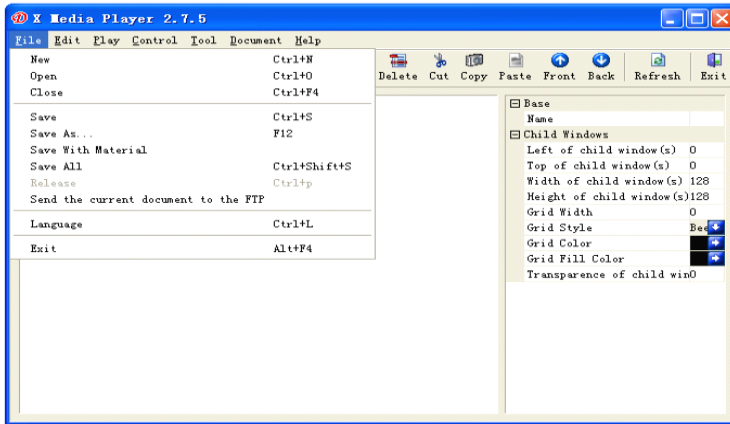 X Media Player 2.7.5
File Edit Play Control Tool Document Help
Delete Cut Copy Paste Front Back Refresh Exit
New Ctrl+N
Open Ctrl+O
Close Ctrl+F4
Save Ctrl+S
Save As... F12
Save With Material
Save All Ctrl+Shift+S
Release Ctrl+p
Send the current document to the FTP
Language Ctrl+L
Exit Alt+F4
Base
Name
Child Windows
Left of child window(s) 0
Top of child window(s) 0
Width of child window(s) 128
Height of child window(s) 128
Grid Width 0
Grid Style Bee
Grid Color
Grid Fill Color
Transparence of child win 0